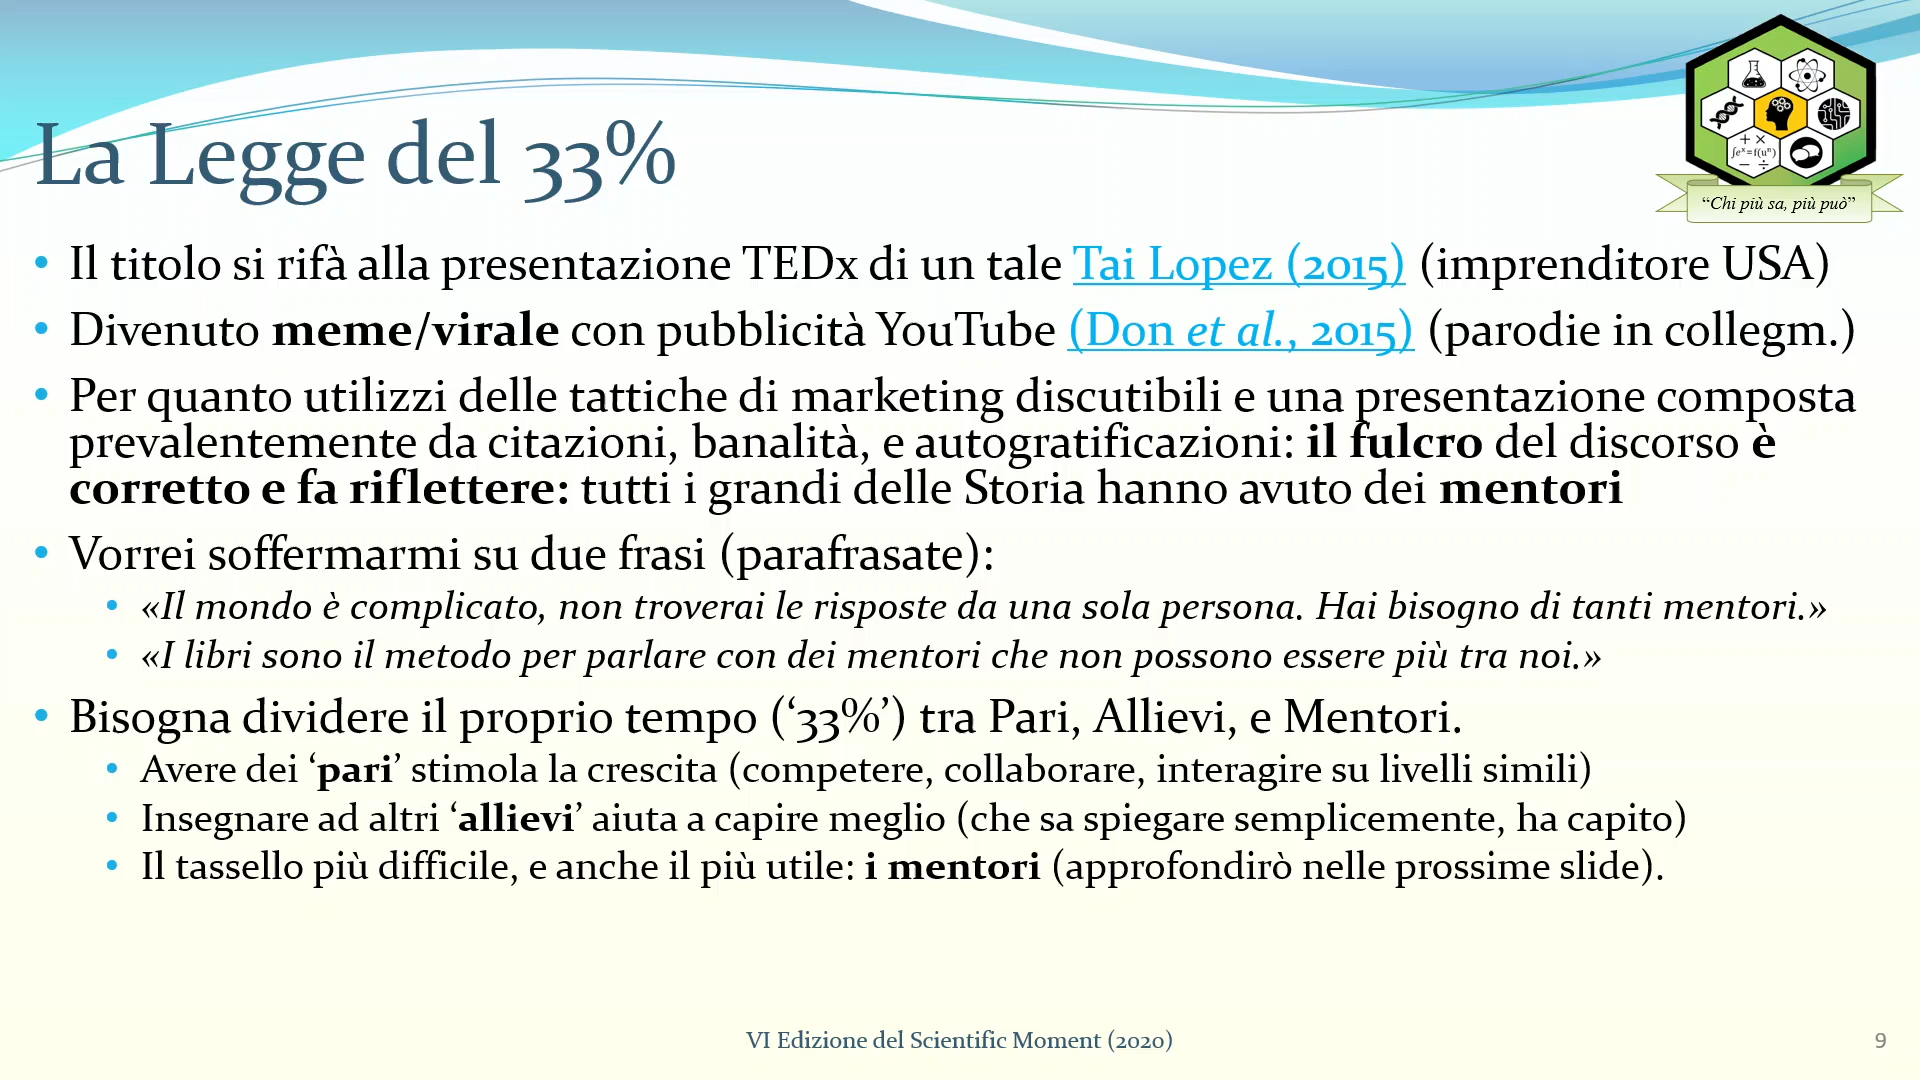 La Legge del 33%
+ ×
∫eˣ=f(uⁿ)
− ÷
“Chi più sa, più può”
• Il titolo si rifà alla presentazione TEDx di un tale Tai Lopez (2015) (imprenditore USA)
• Divenuto meme/virale con pubblicità YouTube (Don et al., 2015) (parodie in collegm.)
• Per quanto utilizzi delle tattiche di marketing discutibili e una presentazione composta
prevalentemente da citazioni, banalità, e autogratificazioni: il fulcro del discorso è
corretto e fa riflettere: tutti i grandi delle Storia hanno avuto dei mentori
• Vorrei soffermarmi su due frasi (parafrasate):
• «Il mondo è complicato, non troverai le risposte da una sola persona. Hai bisogno di tanti mentori.»
• «I libri sono il metodo per parlare con dei mentori che non possono essere più tra noi.»
• Bisogna dividere il proprio tempo (‘33%’) tra Pari, Allievi, e Mentori.
• Avere dei ‘pari’ stimola la crescita (competere, collaborare, interagire su livelli simili)
• Insegnare ad altri ‘allievi’ aiuta a capire meglio (che sa spiegare semplicemente, ha capito)
• Il tassello più difficile, e anche il più utile: i mentori (approfondirò nelle prossime slide).
VI Edizione del Scientific Moment (2020)
9